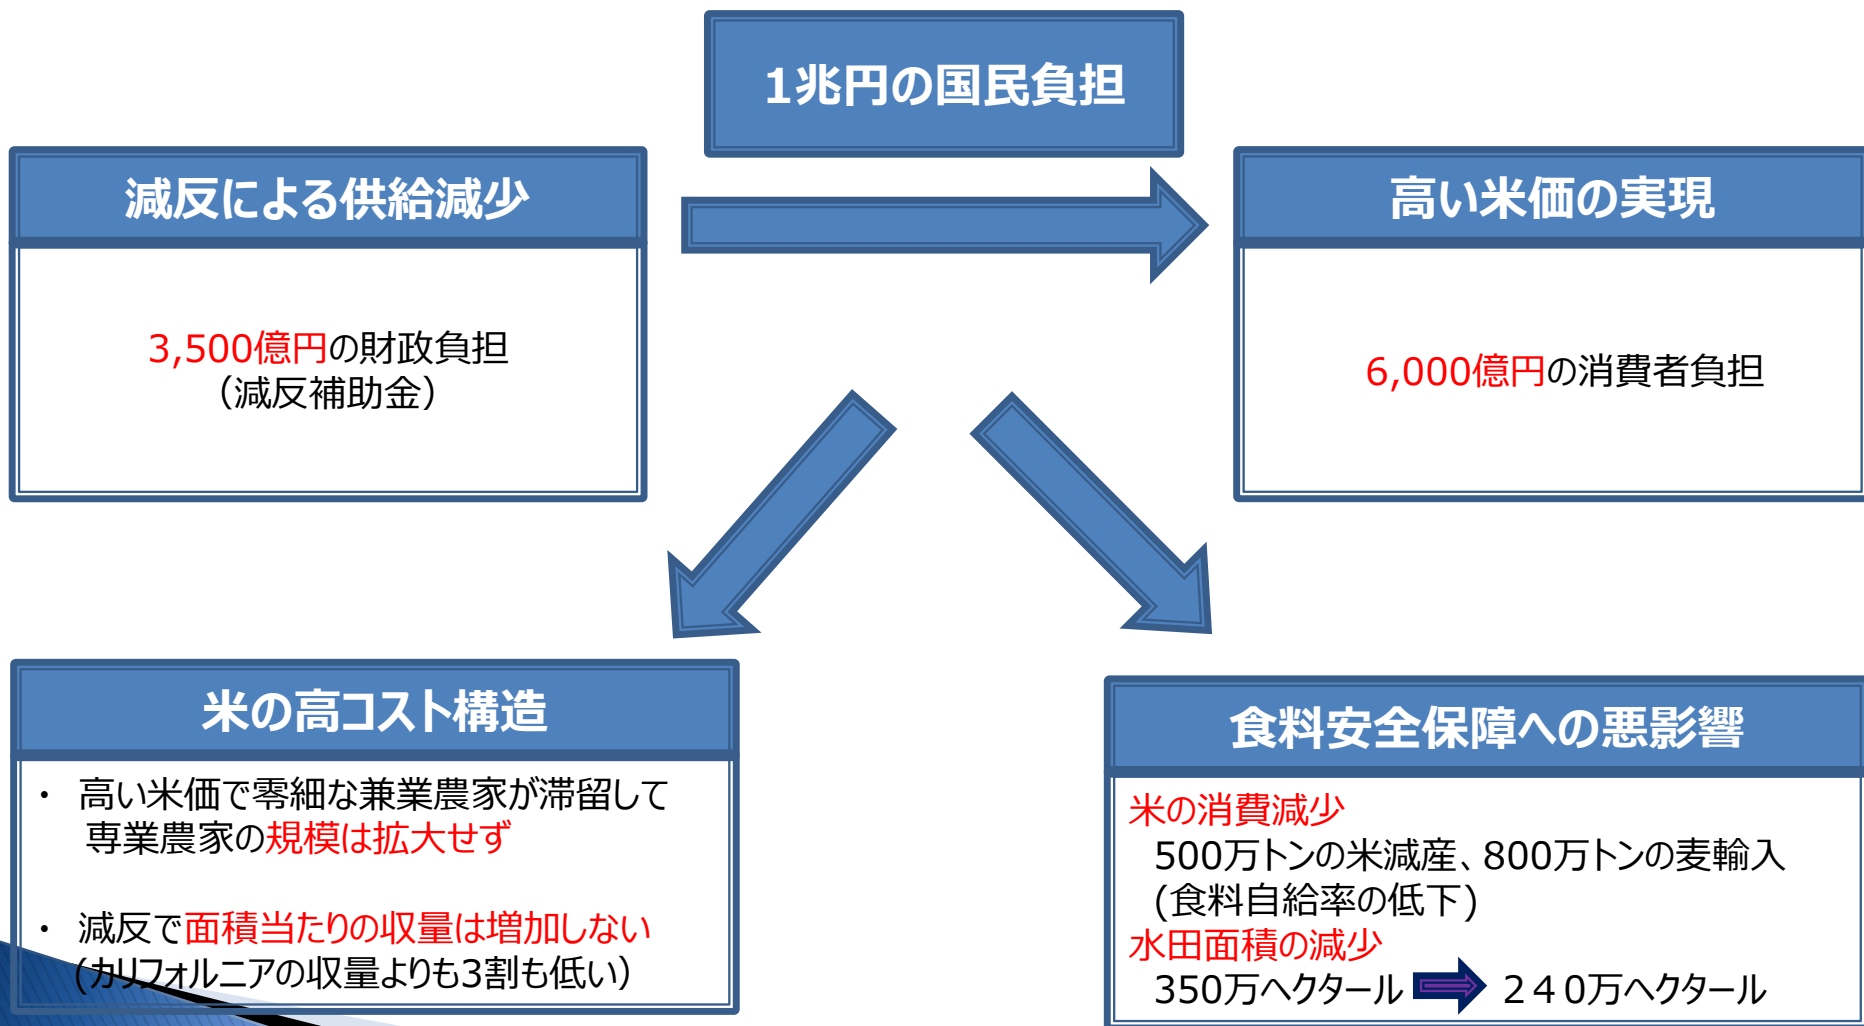 1兆円の国民負担
減反による供給減少
3,500億円の財政負担
（減反補助金）
高い米価の実現
6,000億円の消費者負担
米の高コスト構造
・ 高い米価で零細な兼業農家が滞留して
専業農家の規模は拡大せず
・ 減反で面積当たりの収量は増加しない
(カリフォルニアの収量よりも3割も低い）
食料安全保障への悪影響
米の消費減少
500万トンの米減産、800万トンの麦輸入
(食料自給率の低下)
水田面積の減少
350万ヘクタール ２４０万ヘクタール